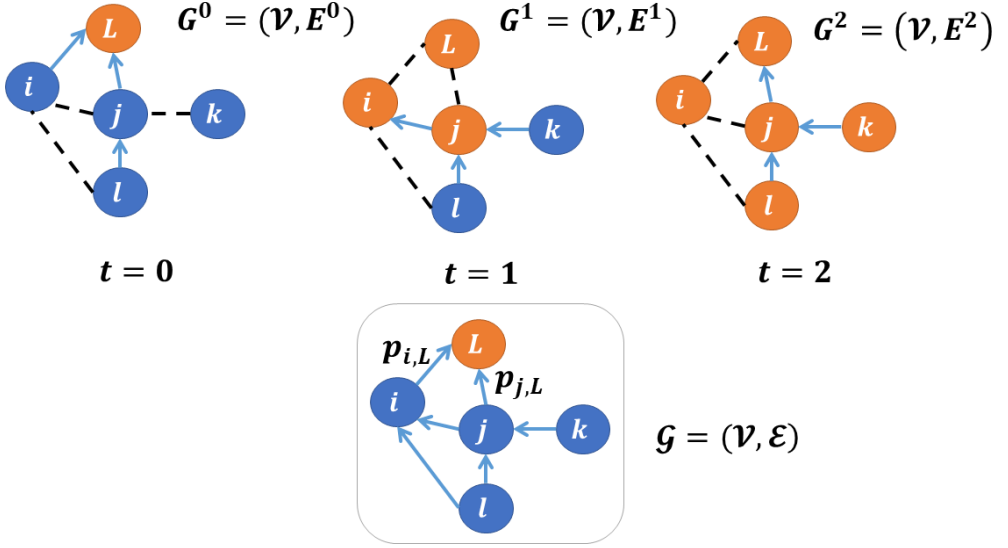 G⁰ = (𝒱, E⁰)
G¹ = (𝒱, E¹)
G² = (𝒱, E²)
L
i
j
k
l
L
i
j
k
l
L
i
j
k
l
t = 0
t = 1
t = 2
L
p_{i,L}
p_{j,L}
i
j
k
l
𝒢 = (𝒱, ℰ)